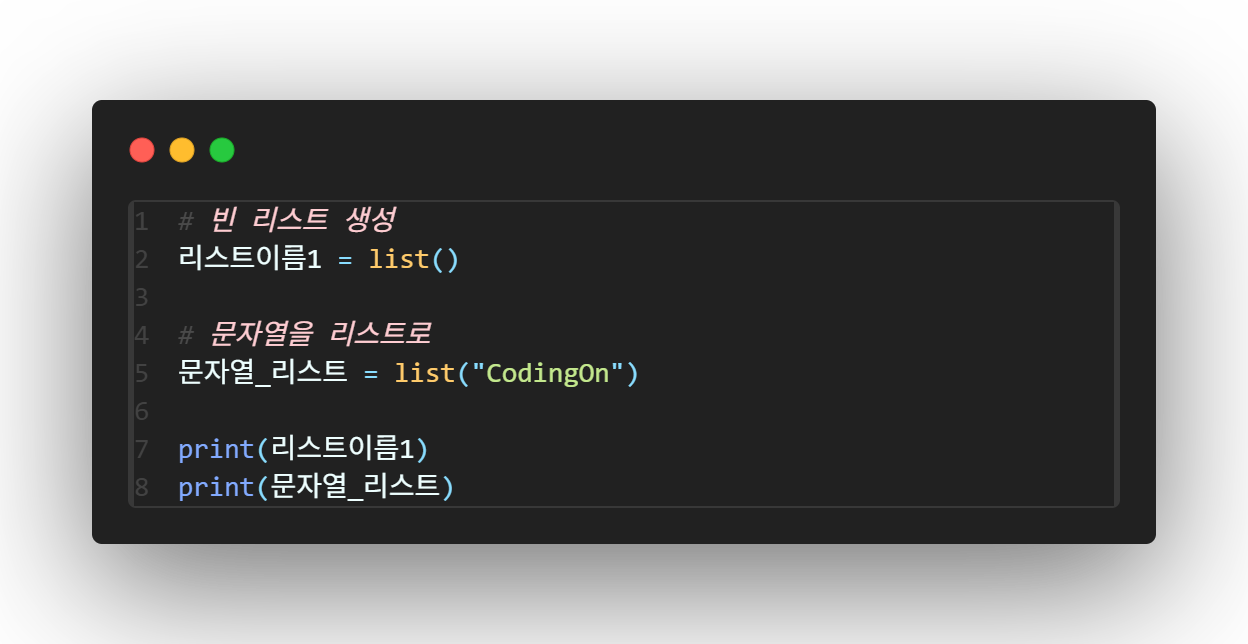 1 # 빈 리스트 생성
2 리스트이름1 = list()
3
4 # 문자열을 리스트로
5 문자열_리스트 = list("CodingOn")
6
7 print(리스트이름1)
8 print(문자열_리스트)